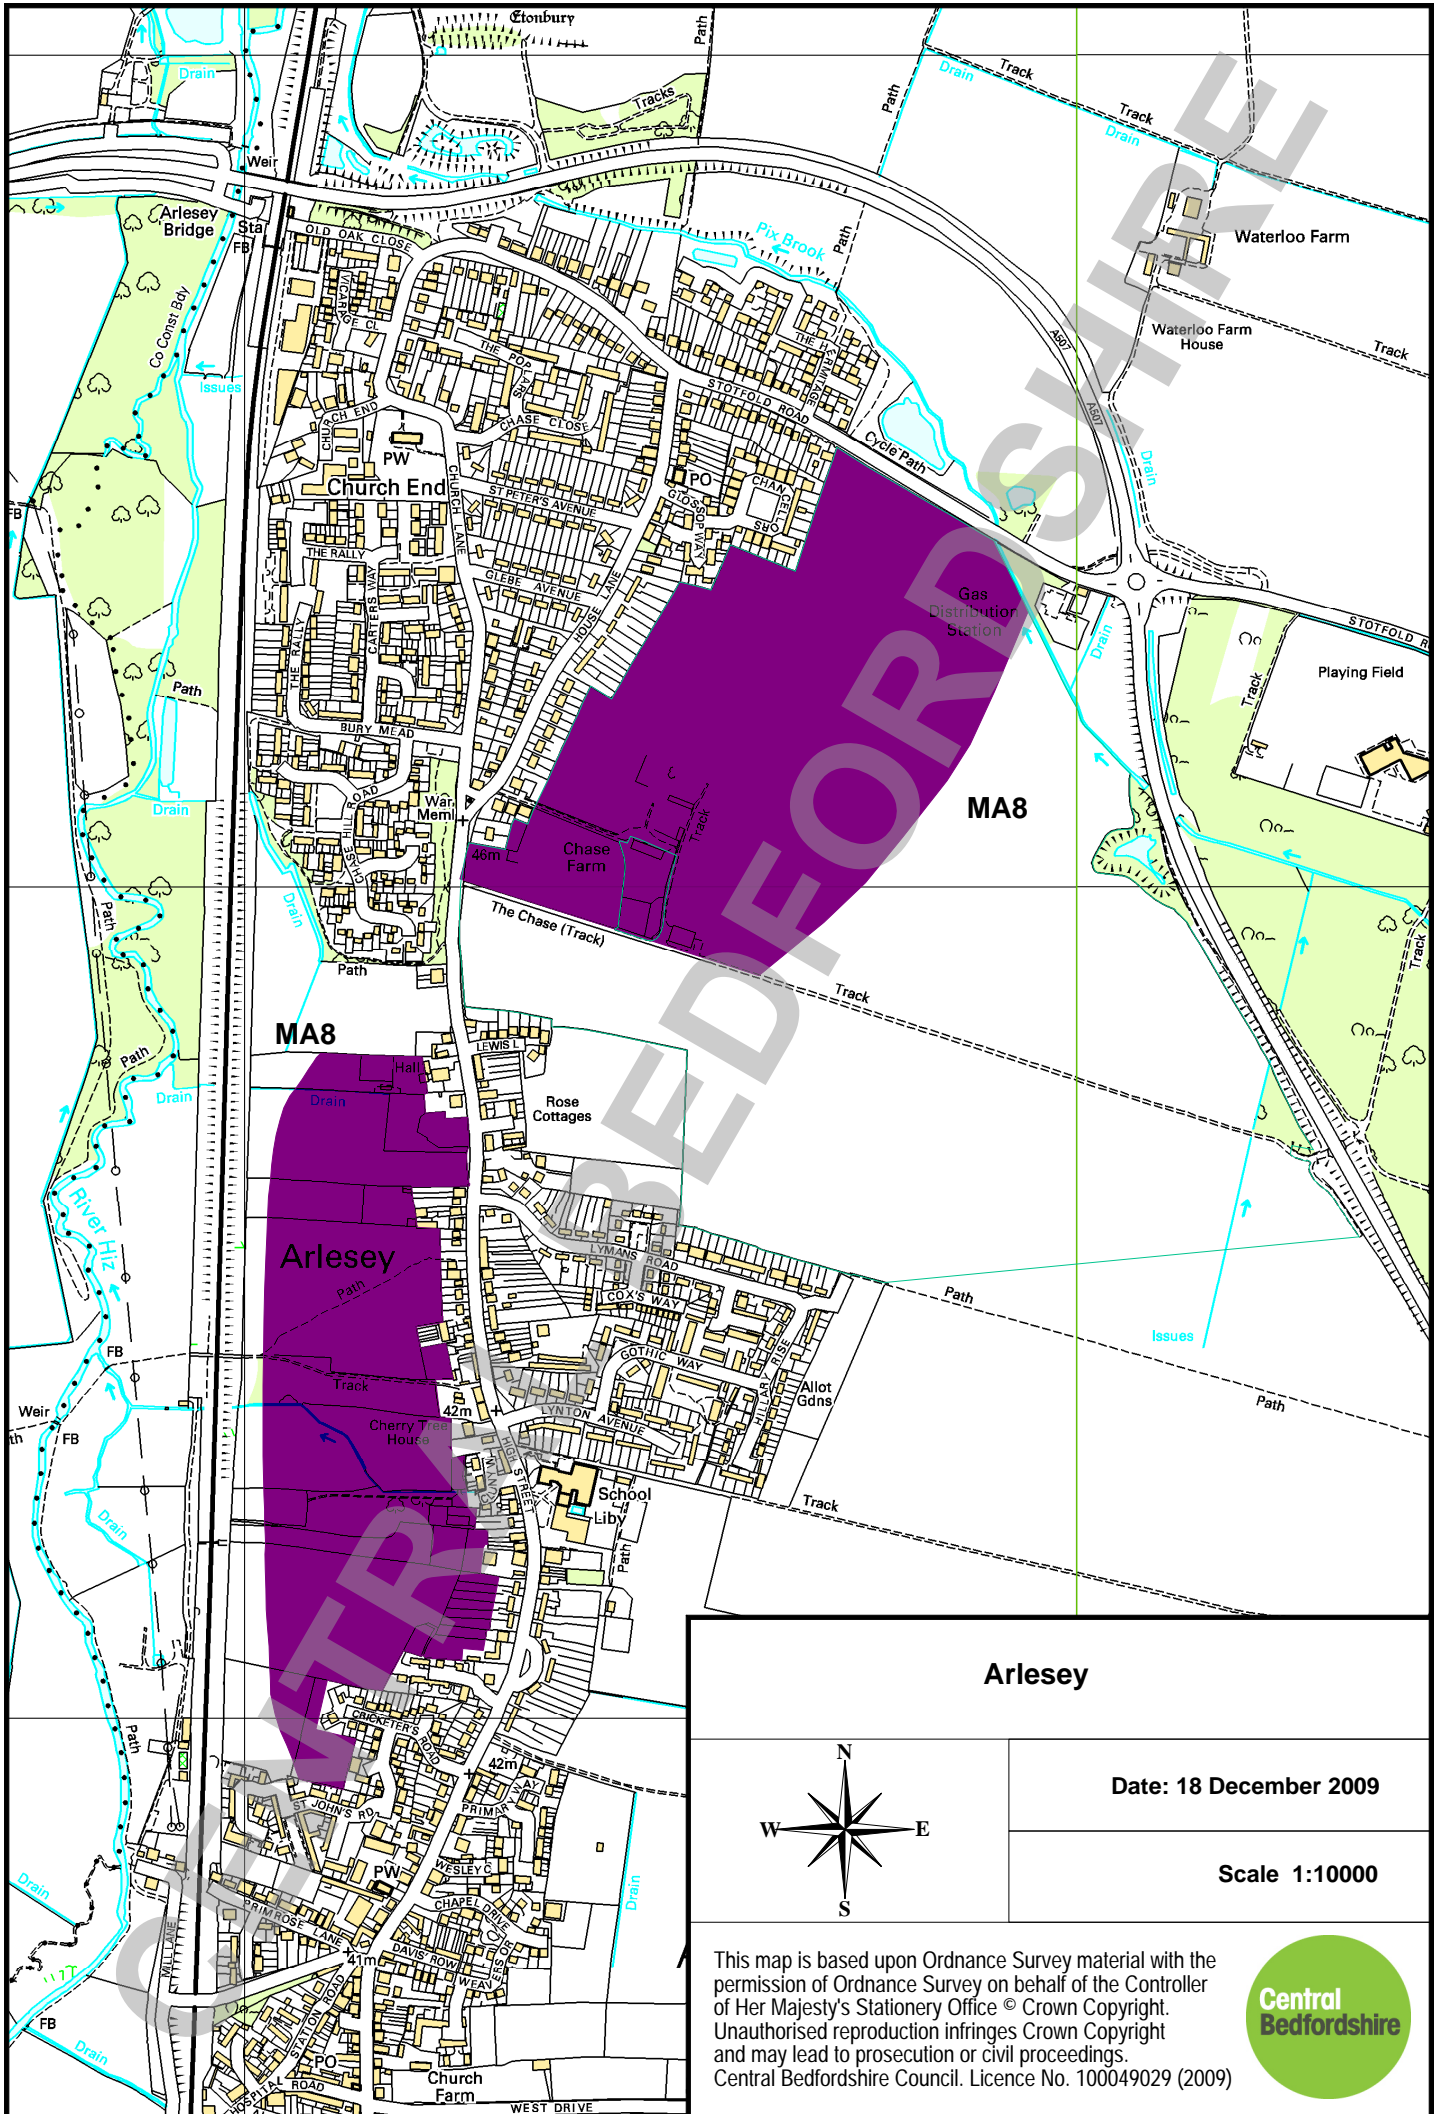 Etonbury
Path
Drain
Tracks
Path
Drain
Track
Track
Drain
Weir
Arlesey
Bridge
Sta
FB
OLD OAK CLOSE
Pix Brook
Path
Waterloo Farm
VICARAGE CL
Co Const Bdy
Issues
THE POPLARS
THE HERMITAGE
A507
Waterloo Farm
House
Track
STOTFOLD ROAD
CHURCH END
CHASE CLOSE
A507
Cycle Path
Drain
PW
Church End
CHURCH LANE
ST PETER'S AVENUE
PO
GLOSSOP WAY
CHANCELLORS
FB
THE RALLY
CARTERS WAY
GLEBE AVENUE
HOUSE LANE
Gas
Distribution
Station
Drain
STOTFOLD R
Playing Field
Track
THE RALLY
Path
BURY MEAD
Drain
CHASE HILL ROAD
War
Meml
MA8
Track
Chase
Farm
46m
Path
Drain
The Chase (Track)
Path
Track
Track
MA8
LEWIS L
Path
Hall
Drain
Drain
Rose
Cottages
River Hiz
Arlesey
Path
LYMANS ROAD
COX'S WAY
GOTHIC WAY
HILLARY RISE
Path
Issues
FB
Track
Allot
Gdns
Path
Weir
th
FB
42m
LYNTON AVENUE
Cherry Tree
House
HIGH STREET
School
Liby
Track
Drain
Path
Path
CRICKETER'S ROAD
42m
PRIMARY WAY
ST JOHN'S RD
WESLEY C
PW
Drain
Drain
CHAPEL DRIVE
PRIMROSE LANE
DAVIS' ROW
WEAVERS OR
41m
MILL LANE
STATION ROAD
FB
Drain
PO
HOSPITAL ROAD
Church
Farm
WEST DRIVE
CENTRAL BEDFORDSHIRE
Arlesey
N
W
E
S
Date: 18 December 2009
Scale 1:10000
This map is based upon Ordnance Survey material with the
permission of Ordnance Survey on behalf of the Controller
of Her Majesty's Stationery Office © Crown Copyright.
Unauthorised reproduction infringes Crown Copyright
and may lead to prosecution or civil proceedings.
Central Bedfordshire Council. Licence No. 100049029 (2009)
Central
Bedfordshire